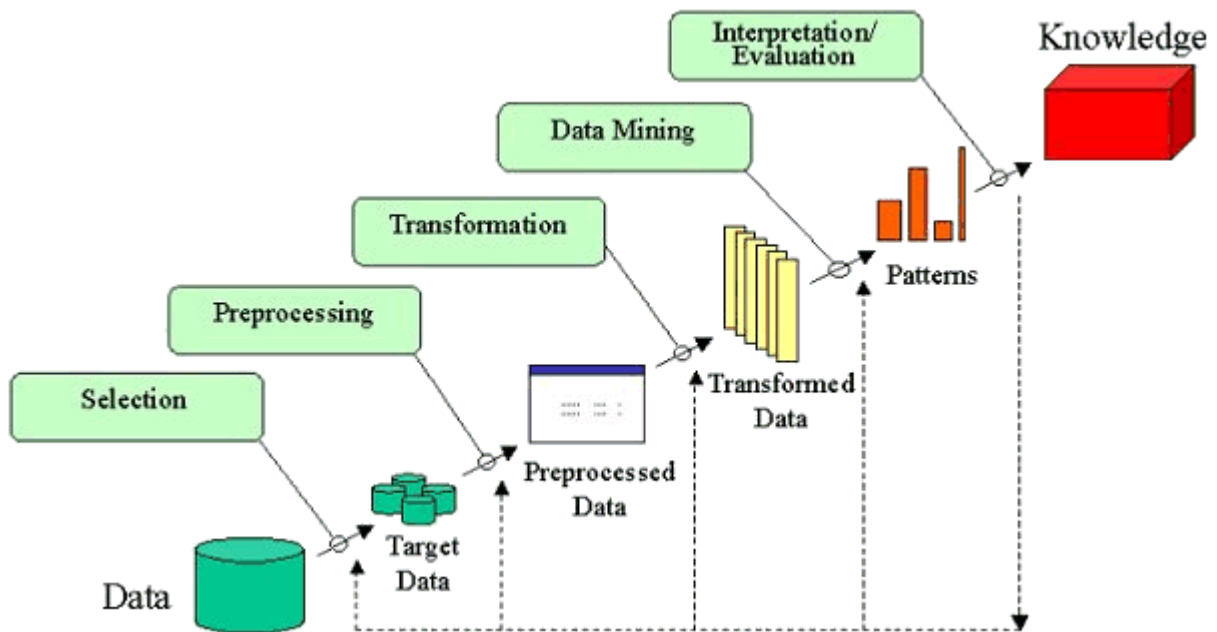 Interpretation/
Evaluation
Knowledge
Data Mining
Transformation
Patterns
Preprocessing
Transformed
Data
Selection
Preprocessed
Data
Target
Data
Data